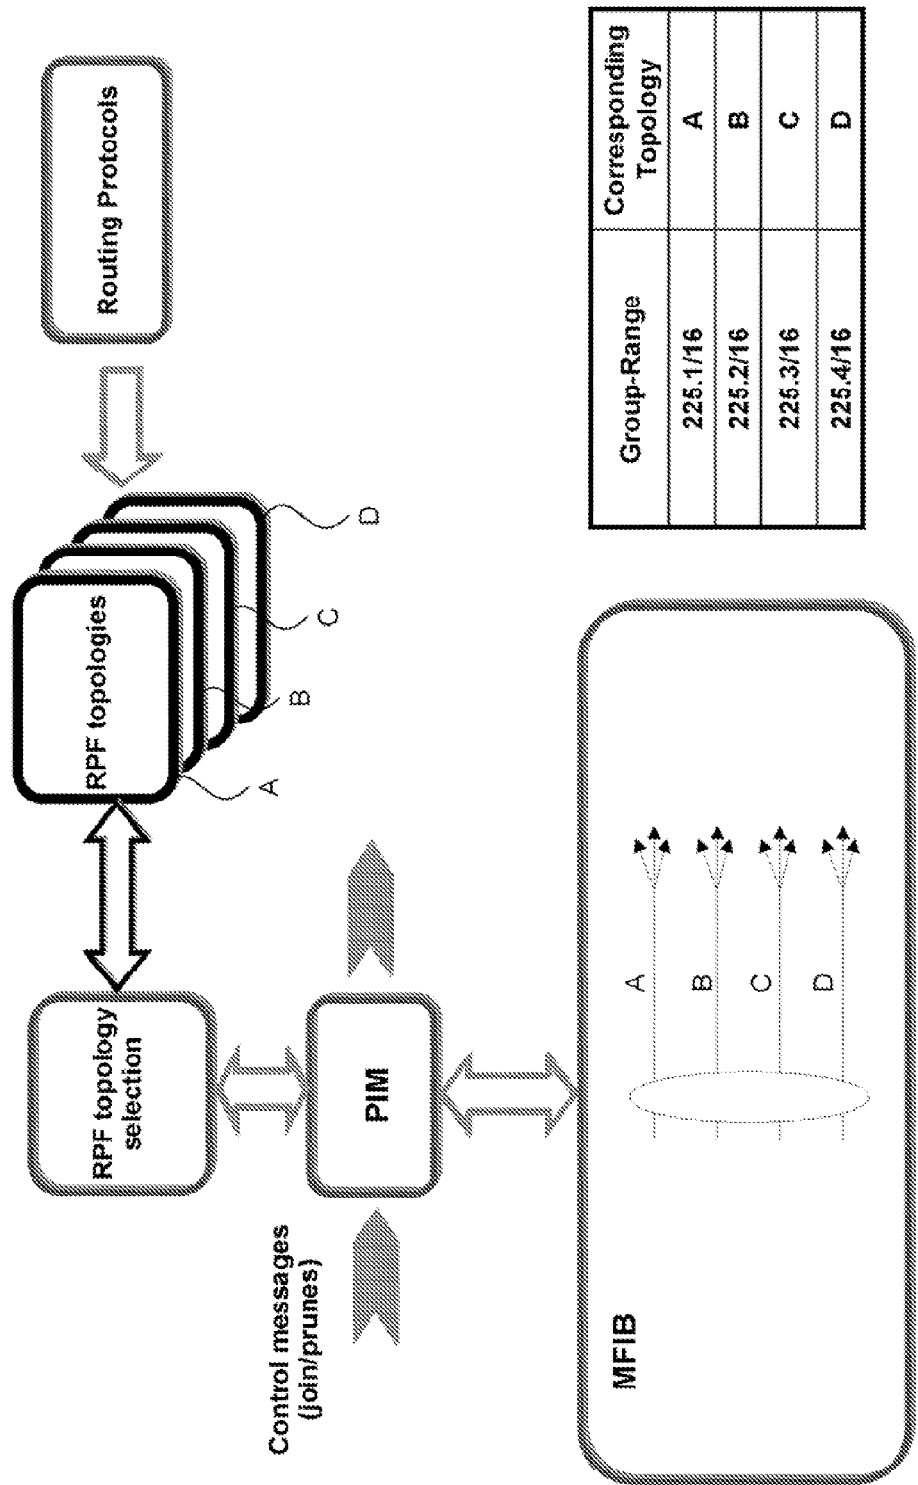 RPF topology
selection
RPF topologies
Routing Protocols
A
B
C
D
Control messages
(join/prunes)
PIM
MFIB
A
B
C
D
Group-Range
Corresponding
Topology
225.1/16
A
225.2/16
B
225.3/16
C
225.4/16
D